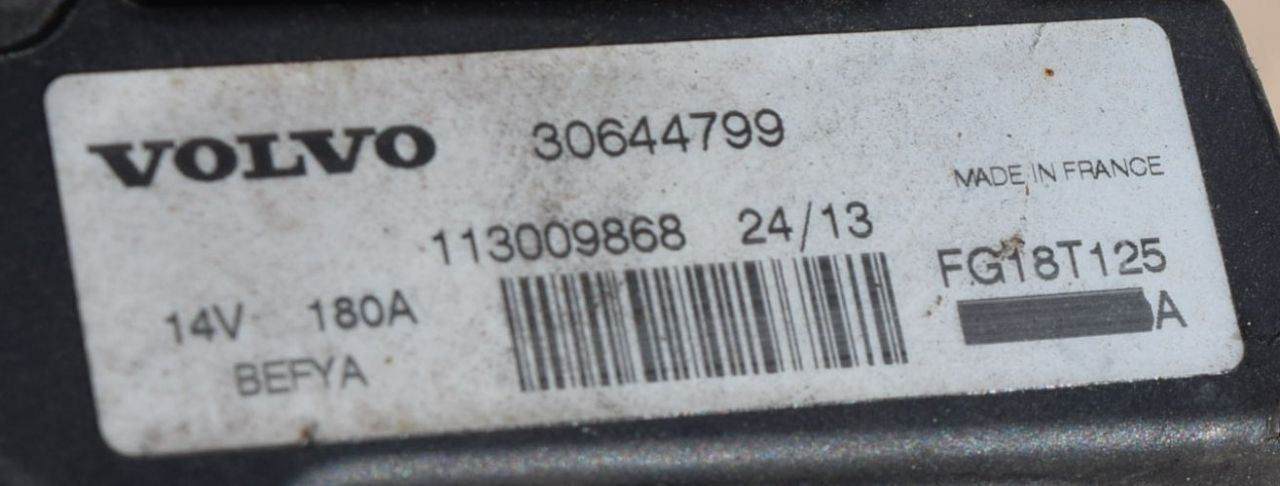 VOLVO 30644799
MADE IN FRANCE
113009868 24/13
FG18T125
14V 180A
A
BEFYA